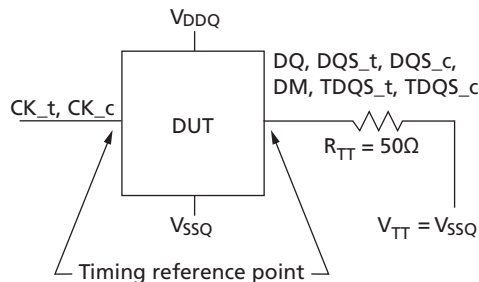 VDDQ
DQ, DQS_t, DQS_c,
DM, TDQS_t, TDQS_c
CK_t, CK_c
DUT
RTT = 50Ω
VSSQ
VTT = VSSQ
Timing reference point